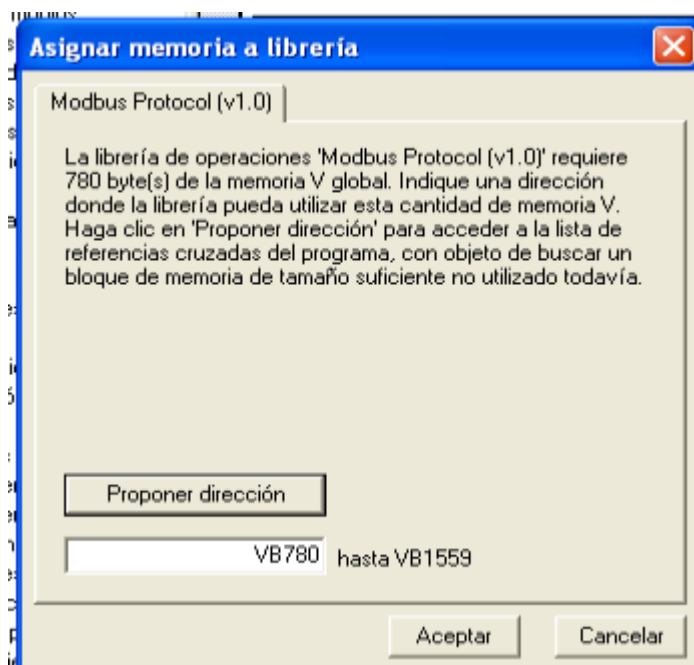 Asignar memoria a librería
Modbus Protocol (v1.0)
La librería de operaciones 'Modbus Protocol (v1.0)' requiere
780 byte(s) de la memoria V global. Indique una dirección
donde la librería pueda utilizar esta cantidad de memoria V.
Haga clic en 'Proponer dirección' para acceder a la lista de
referencias cruzadas del programa, con objeto de buscar un
bloque de memoria de tamaño suficiente no utilizado todavía.
Proponer dirección
VB780 hasta VB1559
Aceptar Cancelar